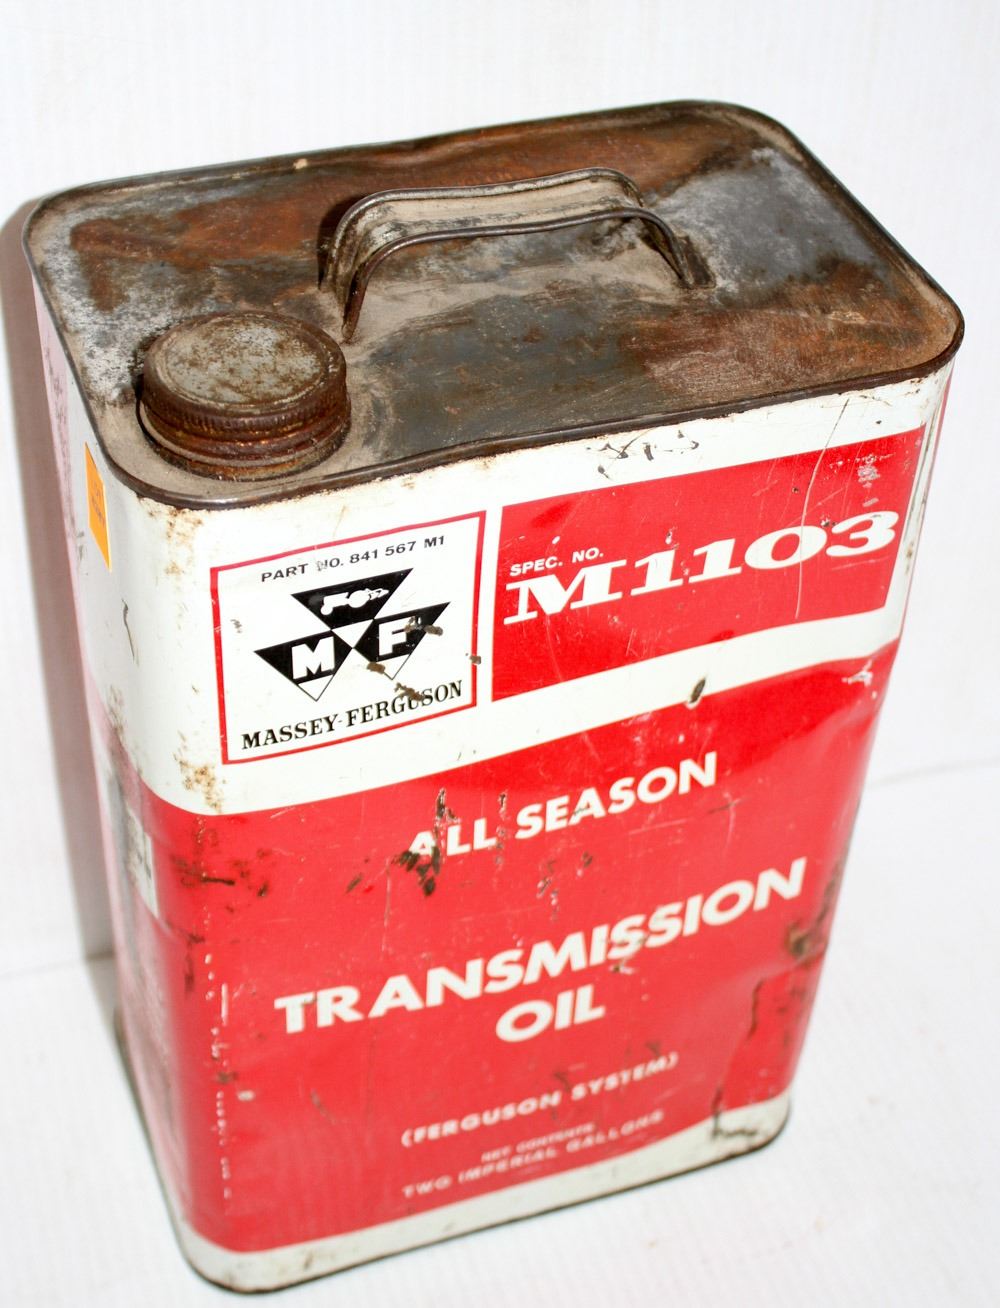 PART NO. 841 567 M1
M F
MASSEY-FERGUSON
SPEC. NO.
M1103
ALL SEASON
TRANSMISSION
OIL
(FERGUSON SYSTEM)
NET CONTENTS
TWO IMPERIAL GALLONS